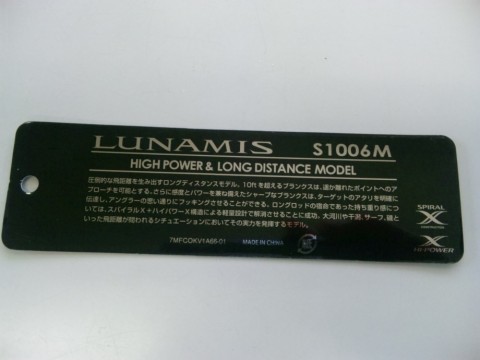 LUNAMIS S1006M
HIGH POWER & LONG DISTANCE MODEL
圧倒的な飛距離を生み出すロングディスタンスモデル。10ftを超えるブランクスは、遥か離れたポイントへのア
プローチを可能とする。さらに感度とパワーを兼ね備えたシャープなブランクスは、ターゲットのアタリを明確に
伝達し、アングラーの思い通りにフッキングさせることができる。ロングロッドの宿命であった持ち重り感につ
いては、スパイラルX＋ハイパワーX構造による軽量設計で解消させることに成功。大河川や干潟、サーフ、磯と
いった飛距離が問われるシチュエーションにおいてその実力を発揮するモデル。
7MFCOKV1A66-01 MADE IN CHINA
SPIRAL
X
CONSTRUCTION
X
HI-POWER